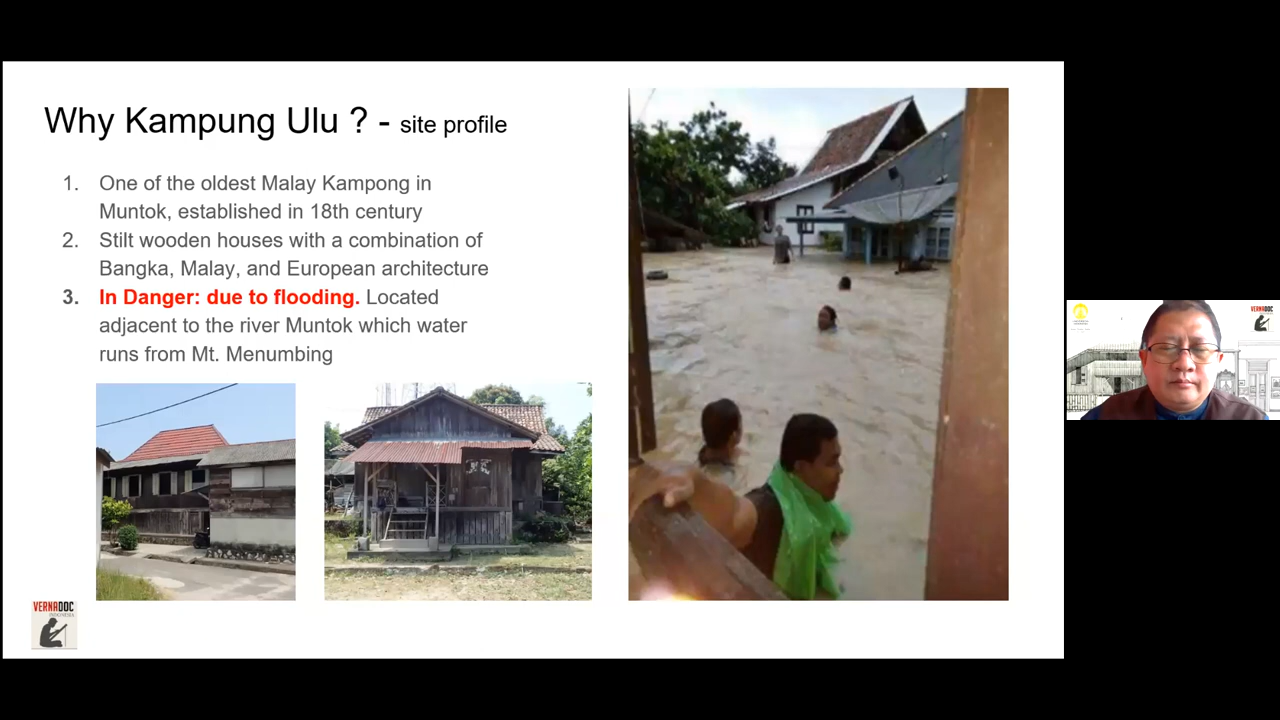 Why Kampung Ulu ? - site profile
1. One of the oldest Malay Kampong in
Muntok, established in 18th century
2. Stilt wooden houses with a combination of
Bangka, Malay, and European architecture
3. In Danger: due to flooding. Located
adjacent to the river Muntok which water
runs from Mt. Menumbing
VERNADOC
INDONESIA
VERNADOC